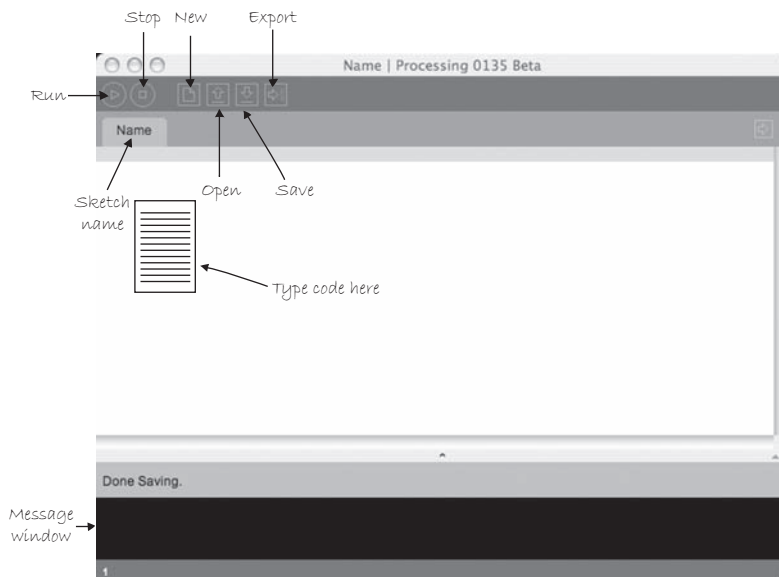 Stop New Export
Name | Processing 0135 Beta
Run
Name
Open Save
Sketch
name
Type code here
Done Saving.
Message
window
1